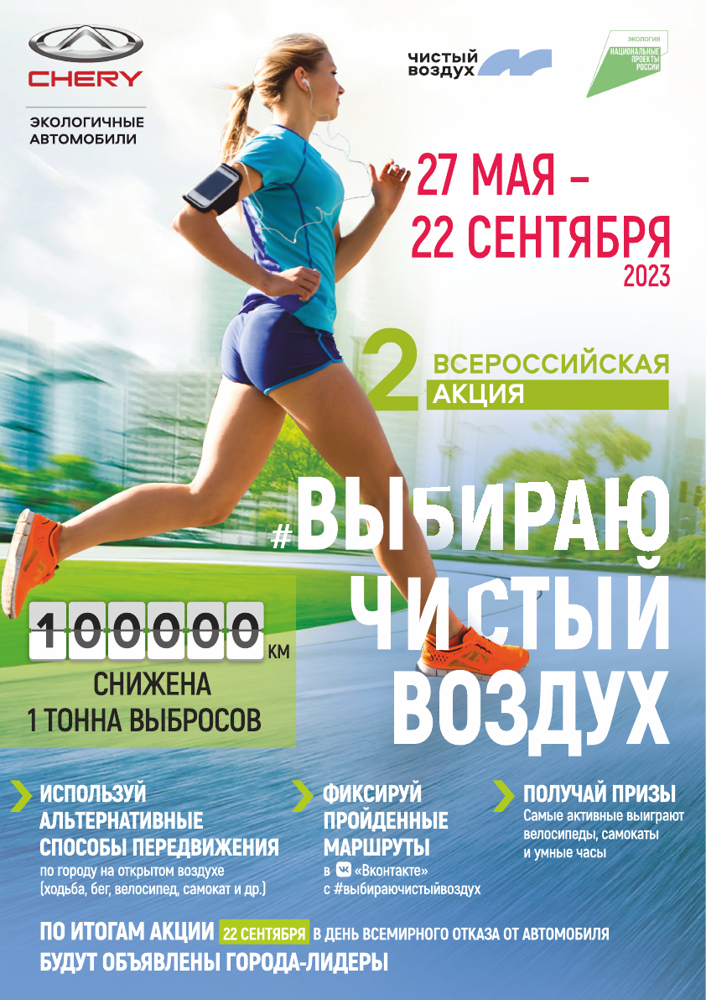 CHERY
ЭКОЛОГИЧНЫЕ
АВТОМОБИЛИ
чистый
воздух
ЭКОЛОГИЯ
НАЦИОНАЛЬНЫЕ
ПРОЕКТЫ
РОССИИ
27 МАЯ –
22 СЕНТЯБРЯ
2023
2 ВСЕРОССИЙСКАЯ
АКЦИЯ
#ВЫБИРАЮ
ЧИСТЫЙ
ВОЗДУХ
100000 КМ
СНИЖЕНА
1 ТОННА ВЫБРОСОВ
ИСПОЛЬЗУЙ
АЛЬТЕРНАТИВНЫЕ
СПОСОБЫ ПЕРЕДВИЖЕНИЯ
по городу на открытом воздухе
(ходьба, бег, велосипед, самокат и др.)
ФИКСИРУЙ
ПРОЙДЕННЫЕ
МАРШРУТЫ
в «Вконтакте»
с #выбираючистыйвоздух
ПОЛУЧАЙ ПРИЗЫ
Самые активные выиграют
велосипеды, самокаты
и умные часы
ПО ИТОГАМ АКЦИИ 22 СЕНТЯБРЯ В ДЕНЬ ВСЕМИРНОГО ОТКАЗА ОТ АВТОМОБИЛЯ
БУДУТ ОБЪЯВЛЕНЫ ГОРОДА-ЛИДЕРЫ